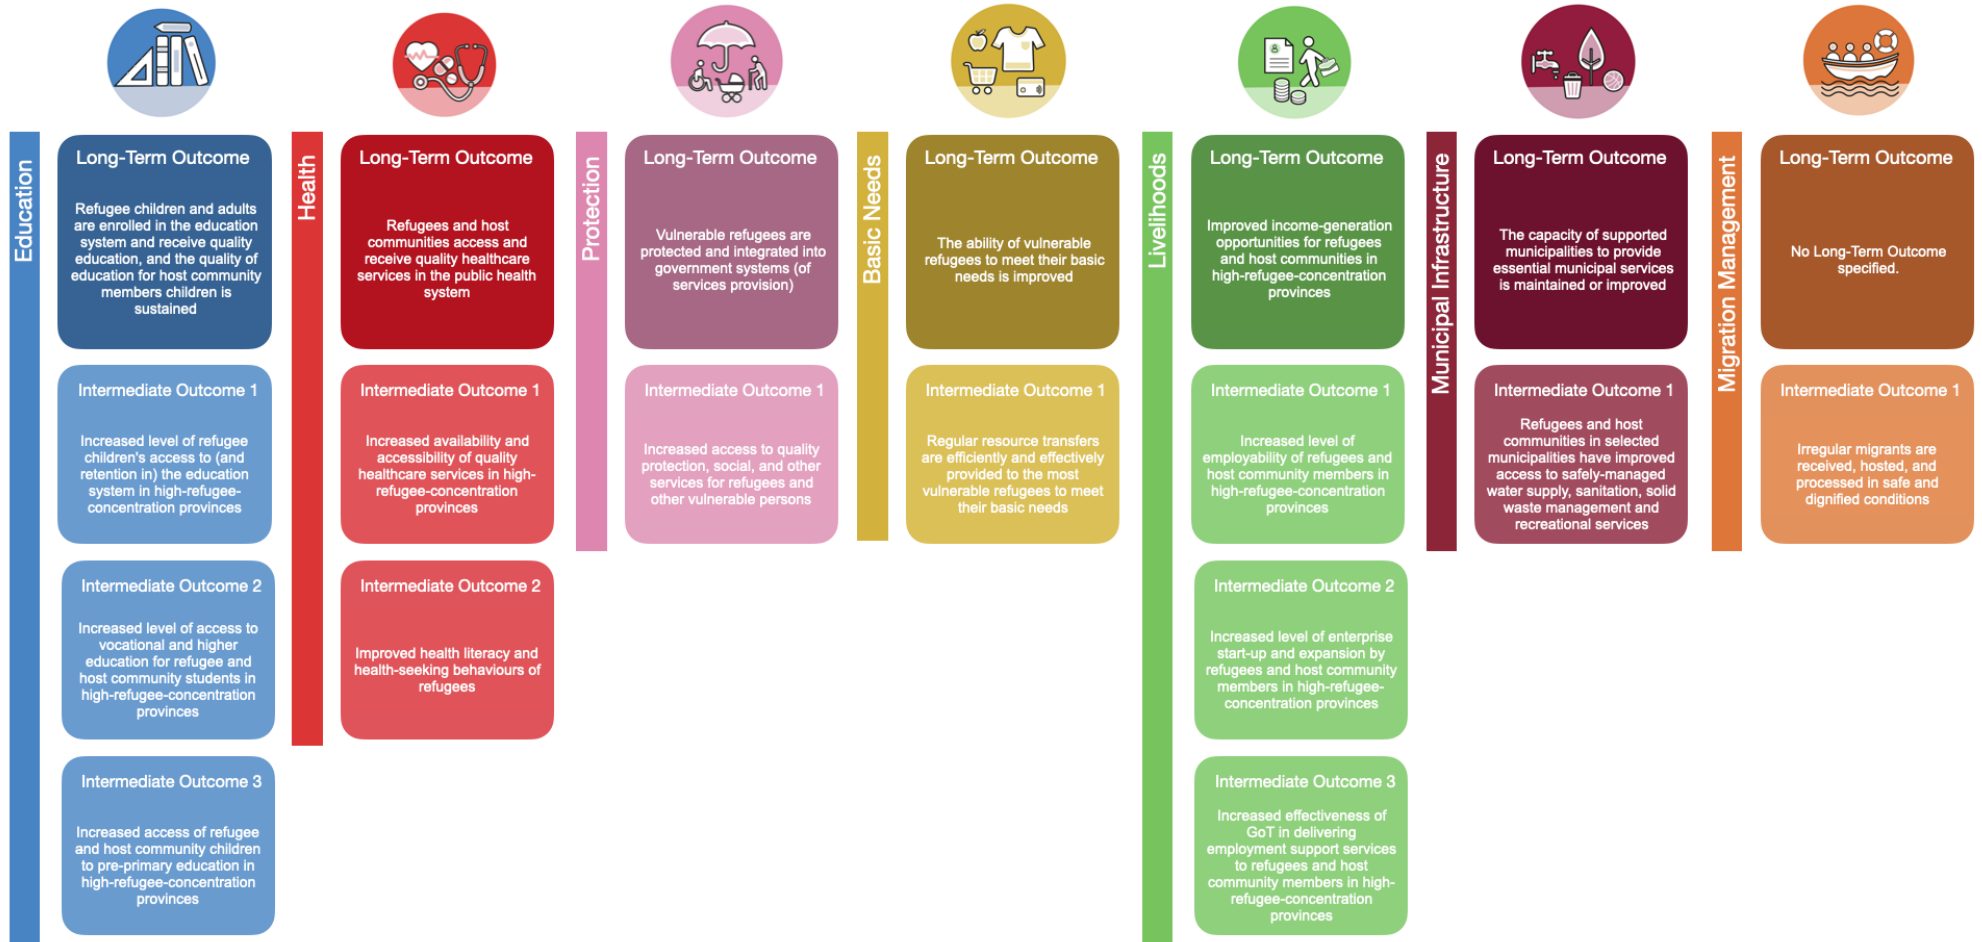 Education
Long-Term Outcome
Refugee children and adults
are enrolled in the education
system and receive quality
education, and the quality of
education for host community
members children is
sustained
Intermediate Outcome 1
Increased level of refugee
children's access to (and
retention in) the education
system in high-refugee-
concentration provinces
Intermediate Outcome 2
Increased level of access to
vocational and higher
education for refugee and
host community students in
high-refugee-concentration
provinces
Intermediate Outcome 3
Increased access of refugee
and host community children
to pre-primary education in
high-refugee-concentration
provinces
Health
Long-Term Outcome
Refugees and host
communities access and
receive quality healthcare
services in the public health
system
Intermediate Outcome 1
Increased availability and
accessibility of quality
healthcare services in high-
refugee-concentration
provinces
Intermediate Outcome 2
Improved health literacy and
health-seeking behaviours of
refugees
Protection
Long-Term Outcome
Vulnerable refugees are
protected and integrated into
government systems (of
services provision)
Intermediate Outcome 1
Increased access to quality
protection, social, and other
services for refugees and
other vulnerable persons
Basic Needs
Long-Term Outcome
The ability of vulnerable
refugees to meet their basic
needs is improved
Intermediate Outcome 1
Regular resource transfers
are efficiently and effectively
provided to the most
vulnerable refugees to meet
their basic needs
Livelihoods
Long-Term Outcome
Improved income-generation
opportunities for refugees
and host communities in
high-refugee-concentration
provinces
Intermediate Outcome 1
Increased level of
employability of refugees and
host community members in
high-refugee-concentration
provinces
Intermediate Outcome 2
Increased level of enterprise
start-up and expansion by
refugees and host community
members in high-refugee-
concentration provinces
Intermediate Outcome 3
Increased effectiveness of
GoT in delivering
employment support services
to refugees and host
community members in high-
refugee-concentration
provinces
Municipal Infrastructure
Long-Term Outcome
The capacity of supported
municipalities to provide
essential municipal services
is maintained or improved
Intermediate Outcome 1
Refugees and host
communities in selected
municipalities have improved
access to safely-managed
water supply, sanitation, solid
waste management and
recreational services
Migration Management
Long-Term Outcome
No Long-Term Outcome
specified.
Intermediate Outcome 1
Irregular migrants are
received, hosted, and
processed in safe and
dignified conditions